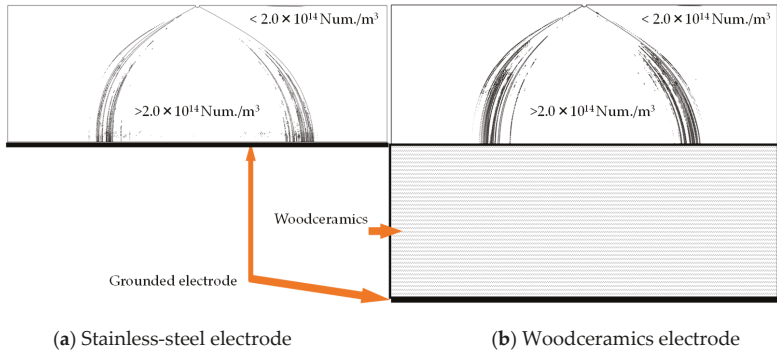 < 2.0 × 10¹⁴ Num./m³
>2.0 × 10¹⁴ Num./m³
< 2.0 × 10¹⁴ Num./m³
>2.0 × 10¹⁴ Num./m³
Woodceramics
Grounded electrode
(a) Stainless-steel electrode
(b) Woodceramics electrode